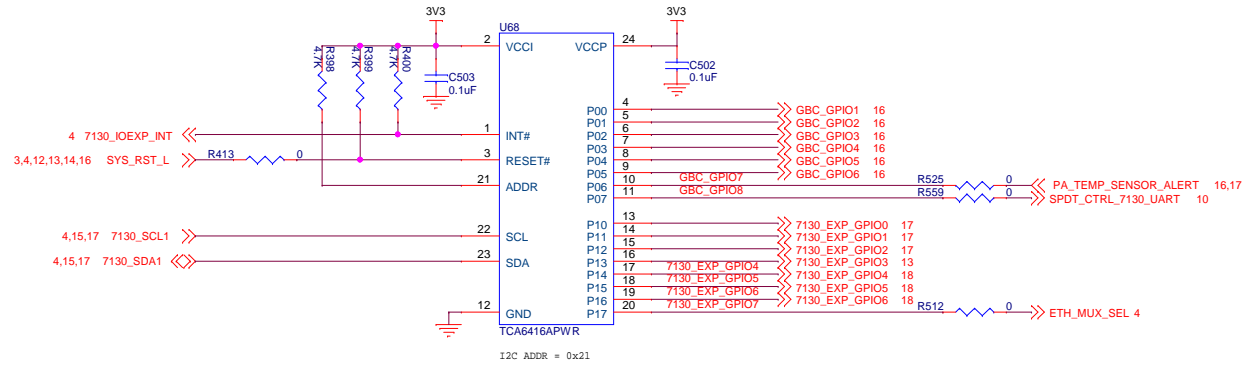 3V3
3V3
U68
2 VCCI
VCCP 24
R398 4.7K
R399 4.7K
R400 4.7K
C503
0.1uF
C502
0.1uF
4 7130_IOEXP_INT
1 INT#
3,4,12,13,14,16 SYS_RST_L
R413 0
3 RESET#
21 ADDR
4,15,17 7130_SCL1
22 SCL
4,15,17 7130_SDA1
23 SDA
12 GND
P00 4 GBC_GPIO1 16
P01 5 GBC_GPIO2 16
P02 6 GBC_GPIO3 16
P03 7 GBC_GPIO4 16
P04 8 GBC_GPIO5 16
P05 9 GBC_GPIO6 16
P06 10 GBC_GPIO7 R525 0 PA_TEMP_SENSOR_ALERT 16,17
P07 11 GBC_GPIO8 R559 0 SPDT_CTRL_7130_UART 10
P10 13 7130_EXP_GPIO0 17
P11 14 7130_EXP_GPIO1 17
P12 15 7130_EXP_GPIO2 17
P13 16 7130_EXP_GPIO3 13
P14 17 7130_EXP_GPIO4 7130_EXP_GPIO4 18
P15 18 7130_EXP_GPIO5 7130_EXP_GPIO5 18
P16 19 7130_EXP_GPIO6 7130_EXP_GPIO6 18
P17 20 7130_EXP_GPIO7 R512 0 ETH_MUX_SEL 4
TCA6416APWR
I2C ADDR = 0x21